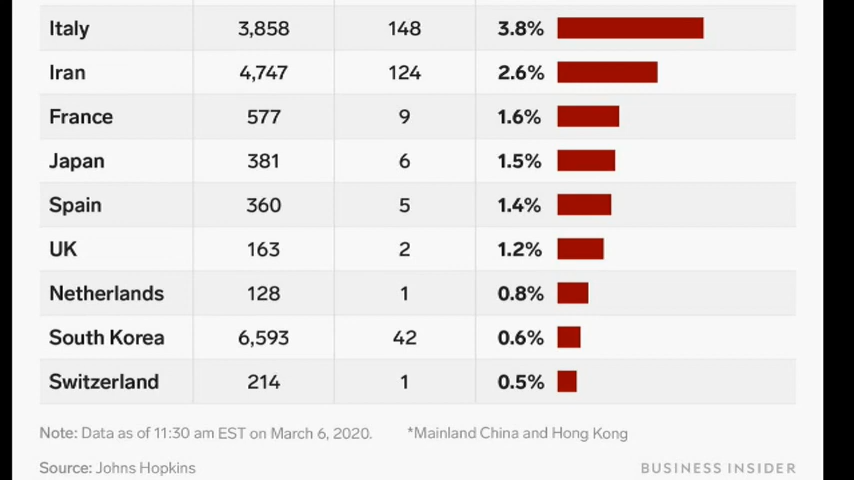 Italy 3,858 148 3.8%
Iran 4,747 124 2.6%
France 577 9 1.6%
Japan 381 6 1.5%
Spain 360 5 1.4%
UK 163 2 1.2%
Netherlands 128 1 0.8%
South Korea 6,593 42 0.6%
Switzerland 214 1 0.5%
Note: Data as of 11:30 am EST on March 6, 2020. *Mainland China and Hong Kong
Source: Johns Hopkins BUSINESS INSIDER